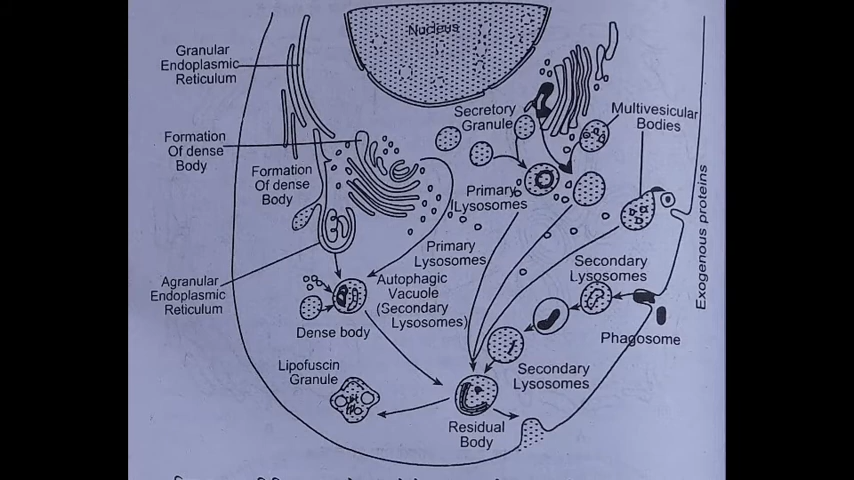 Nucleus
Granular
Endoplasmic
Reticulum
Secretory
Granule
Multivesicular
Bodies
Formation
Of dense
Body
Formation
Of dense
Body
Primary
Lysosomes
Exogenous proteins
Primary
Lysosomes
Secondary
Lysosomes
Agranular
Endoplasmic
Reticulum
Autophagic
Vacuole
(Secondary
Lysosomes)
Dense body
Phagosome
Lipofuscin
Granule
Secondary
Lysosomes
Residual
Body